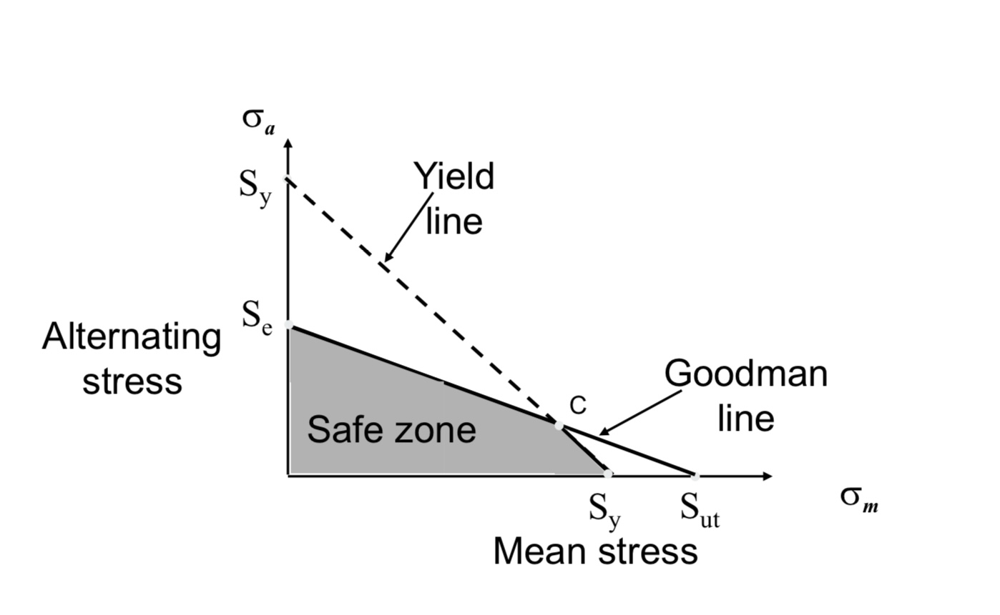 σa
Sy
Yield
line
Se
Alternating
stress
Goodman
line
C
Safe zone
Sy
Sut
σm
Mean stress